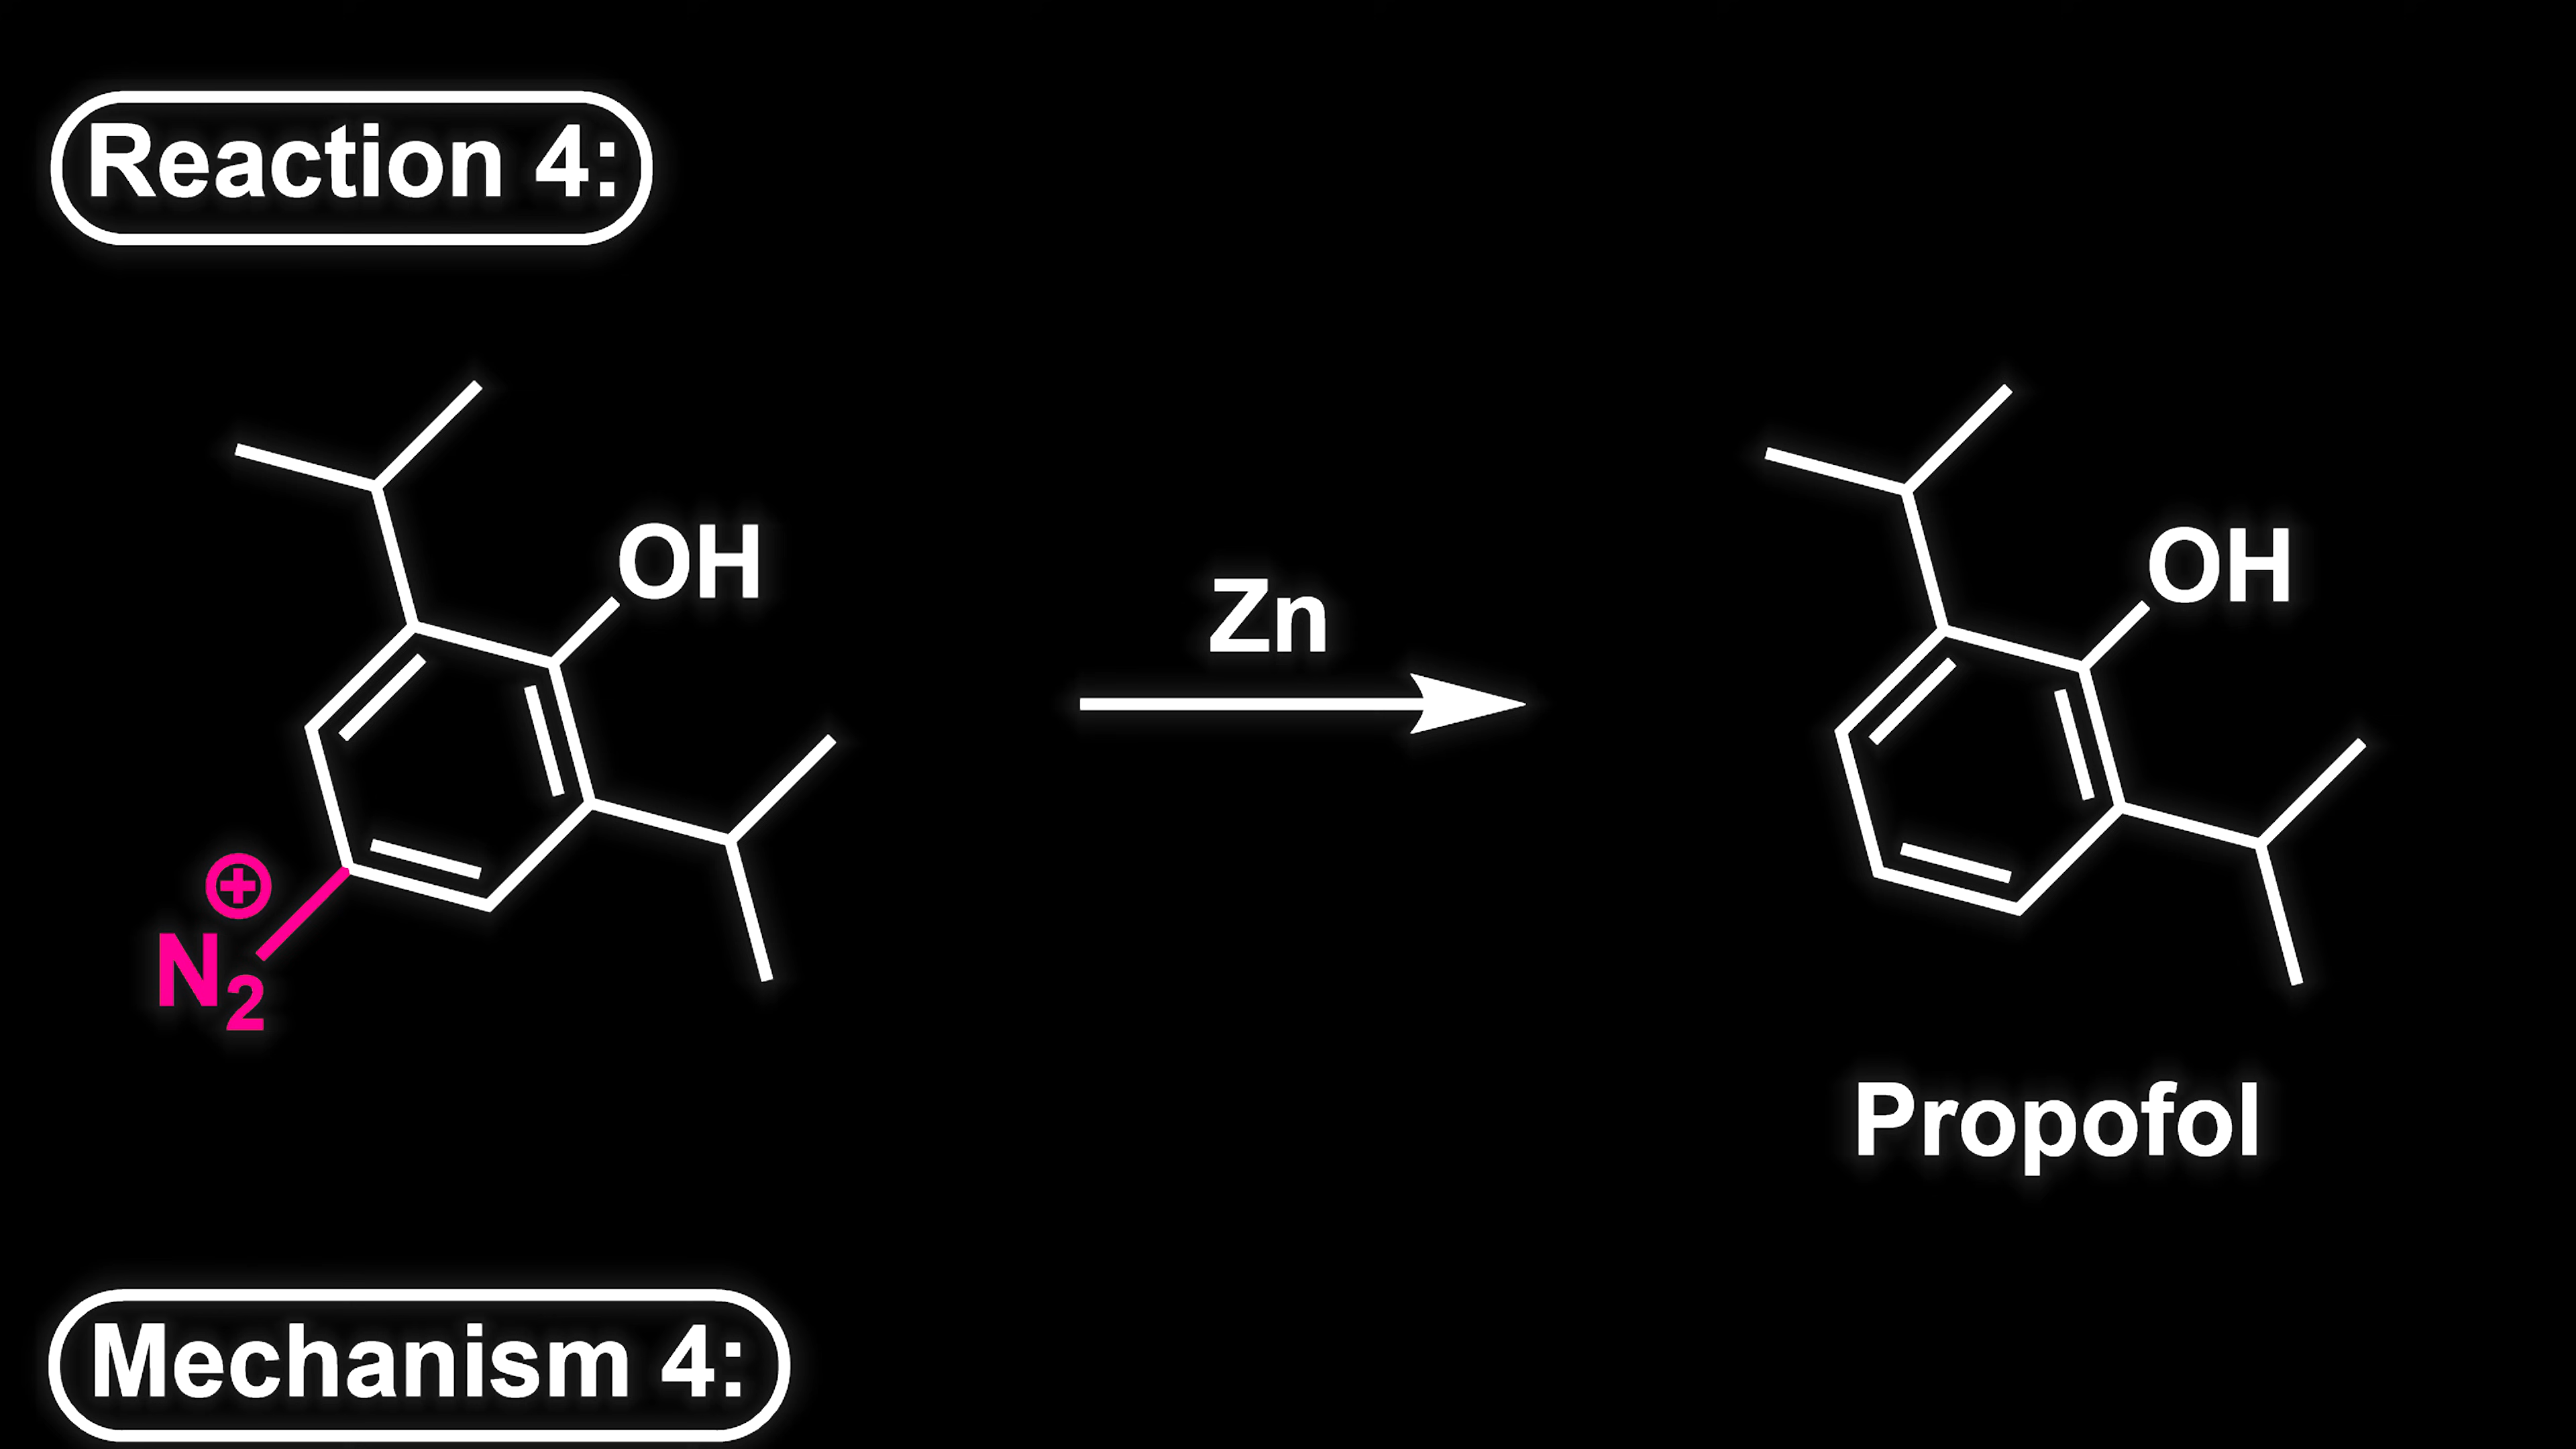 Reaction 4:
OH
Zn
OH
⊕
N₂
Propofol
Mechanism 4: